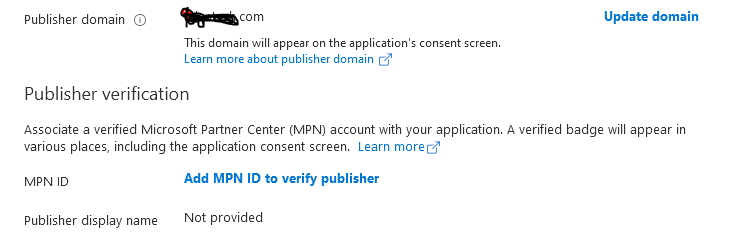 Publisher domain
.com
Update domain
This domain will appear on the application's consent screen.
Learn more about publisher domain
Publisher verification
Associate a verified Microsoft Partner Center (MPN) account with your application. A verified badge will appear in
various places, including the application consent screen. Learn more
MPN ID
Add MPN ID to verify publisher
Publisher display name
Not provided